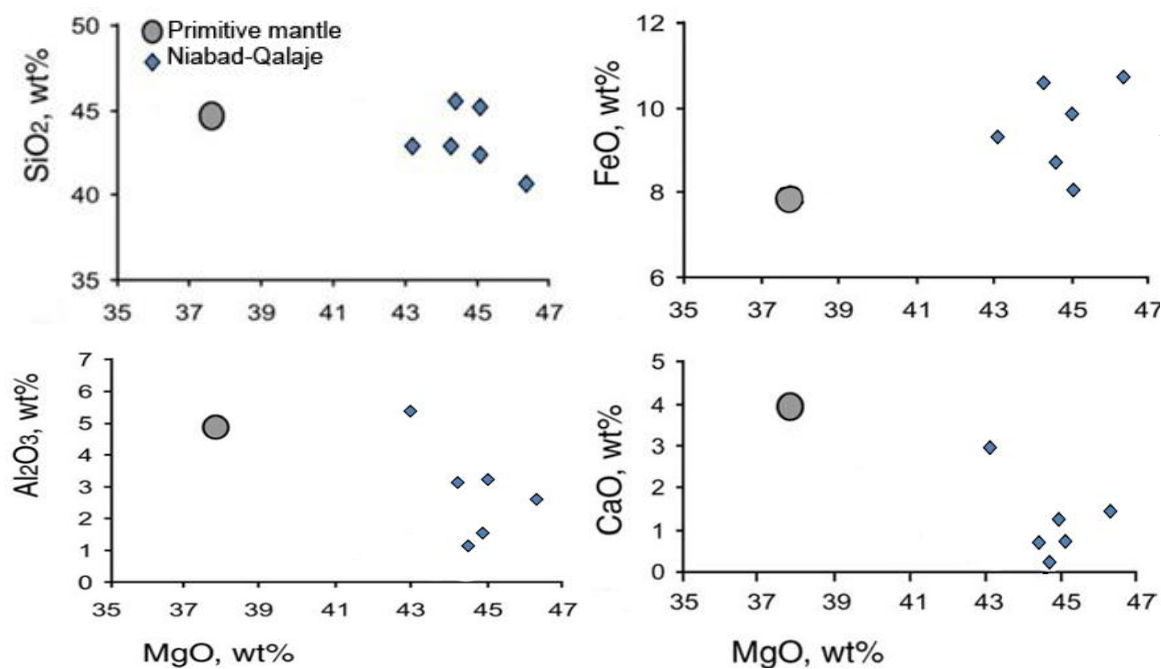 50
45
40
35
SiO2, wt%
Primitive mantle
Niabad-Qalaje
35 37 39 41 43 45 47
12
10
8
6
FeO, wt%
35 37 39 41 43 45 47
7
6
5
4
3
2
1
0
Al2O3, wt%
35 37 39 41 43 45 47
MgO, wt%
5
4
3
2
1
0
CaO, wt%
35 37 39 41 43 45 47
MgO, wt%